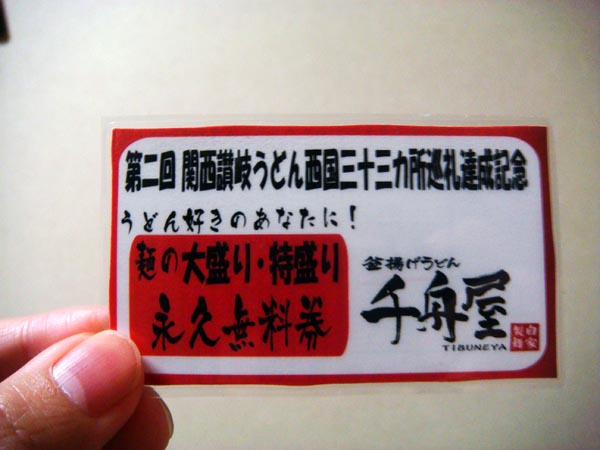 第二回 関西讃岐うどん西国三十三カ所巡礼達成記念
うどん好きのあなたに!
麺の大盛り・特盛り
永久無料券
釜揚げうどん
千舟屋
TIBUNEYA
自家製麺